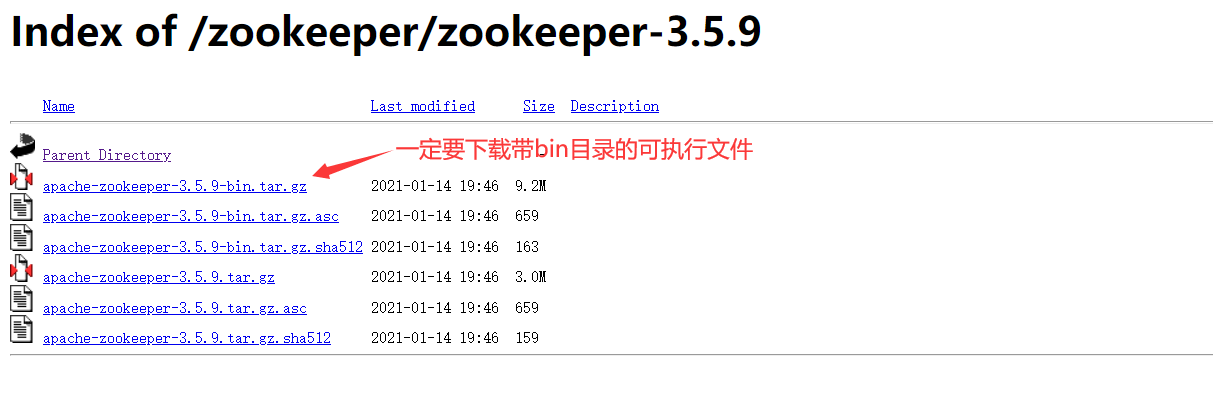 Index of /zookeeper/zookeeper-3.5.9
Name Last modified Size Description
一定要下载带bin目录的可执行文件
Parent Directory -
apache-zookeeper-3.5.9-bin.tar.gz 2021-01-14 19:46 9.2M
apache-zookeeper-3.5.9-bin.tar.gz.asc 2021-01-14 19:46 659
apache-zookeeper-3.5.9-bin.tar.gz.sha512 2021-01-14 19:46 163
apache-zookeeper-3.5.9.tar.gz 2021-01-14 19:46 3.0M
apache-zookeeper-3.5.9.tar.gz.asc 2021-01-14 19:46 659
apache-zookeeper-3.5.9.tar.gz.sha512 2021-01-14 19:46 159